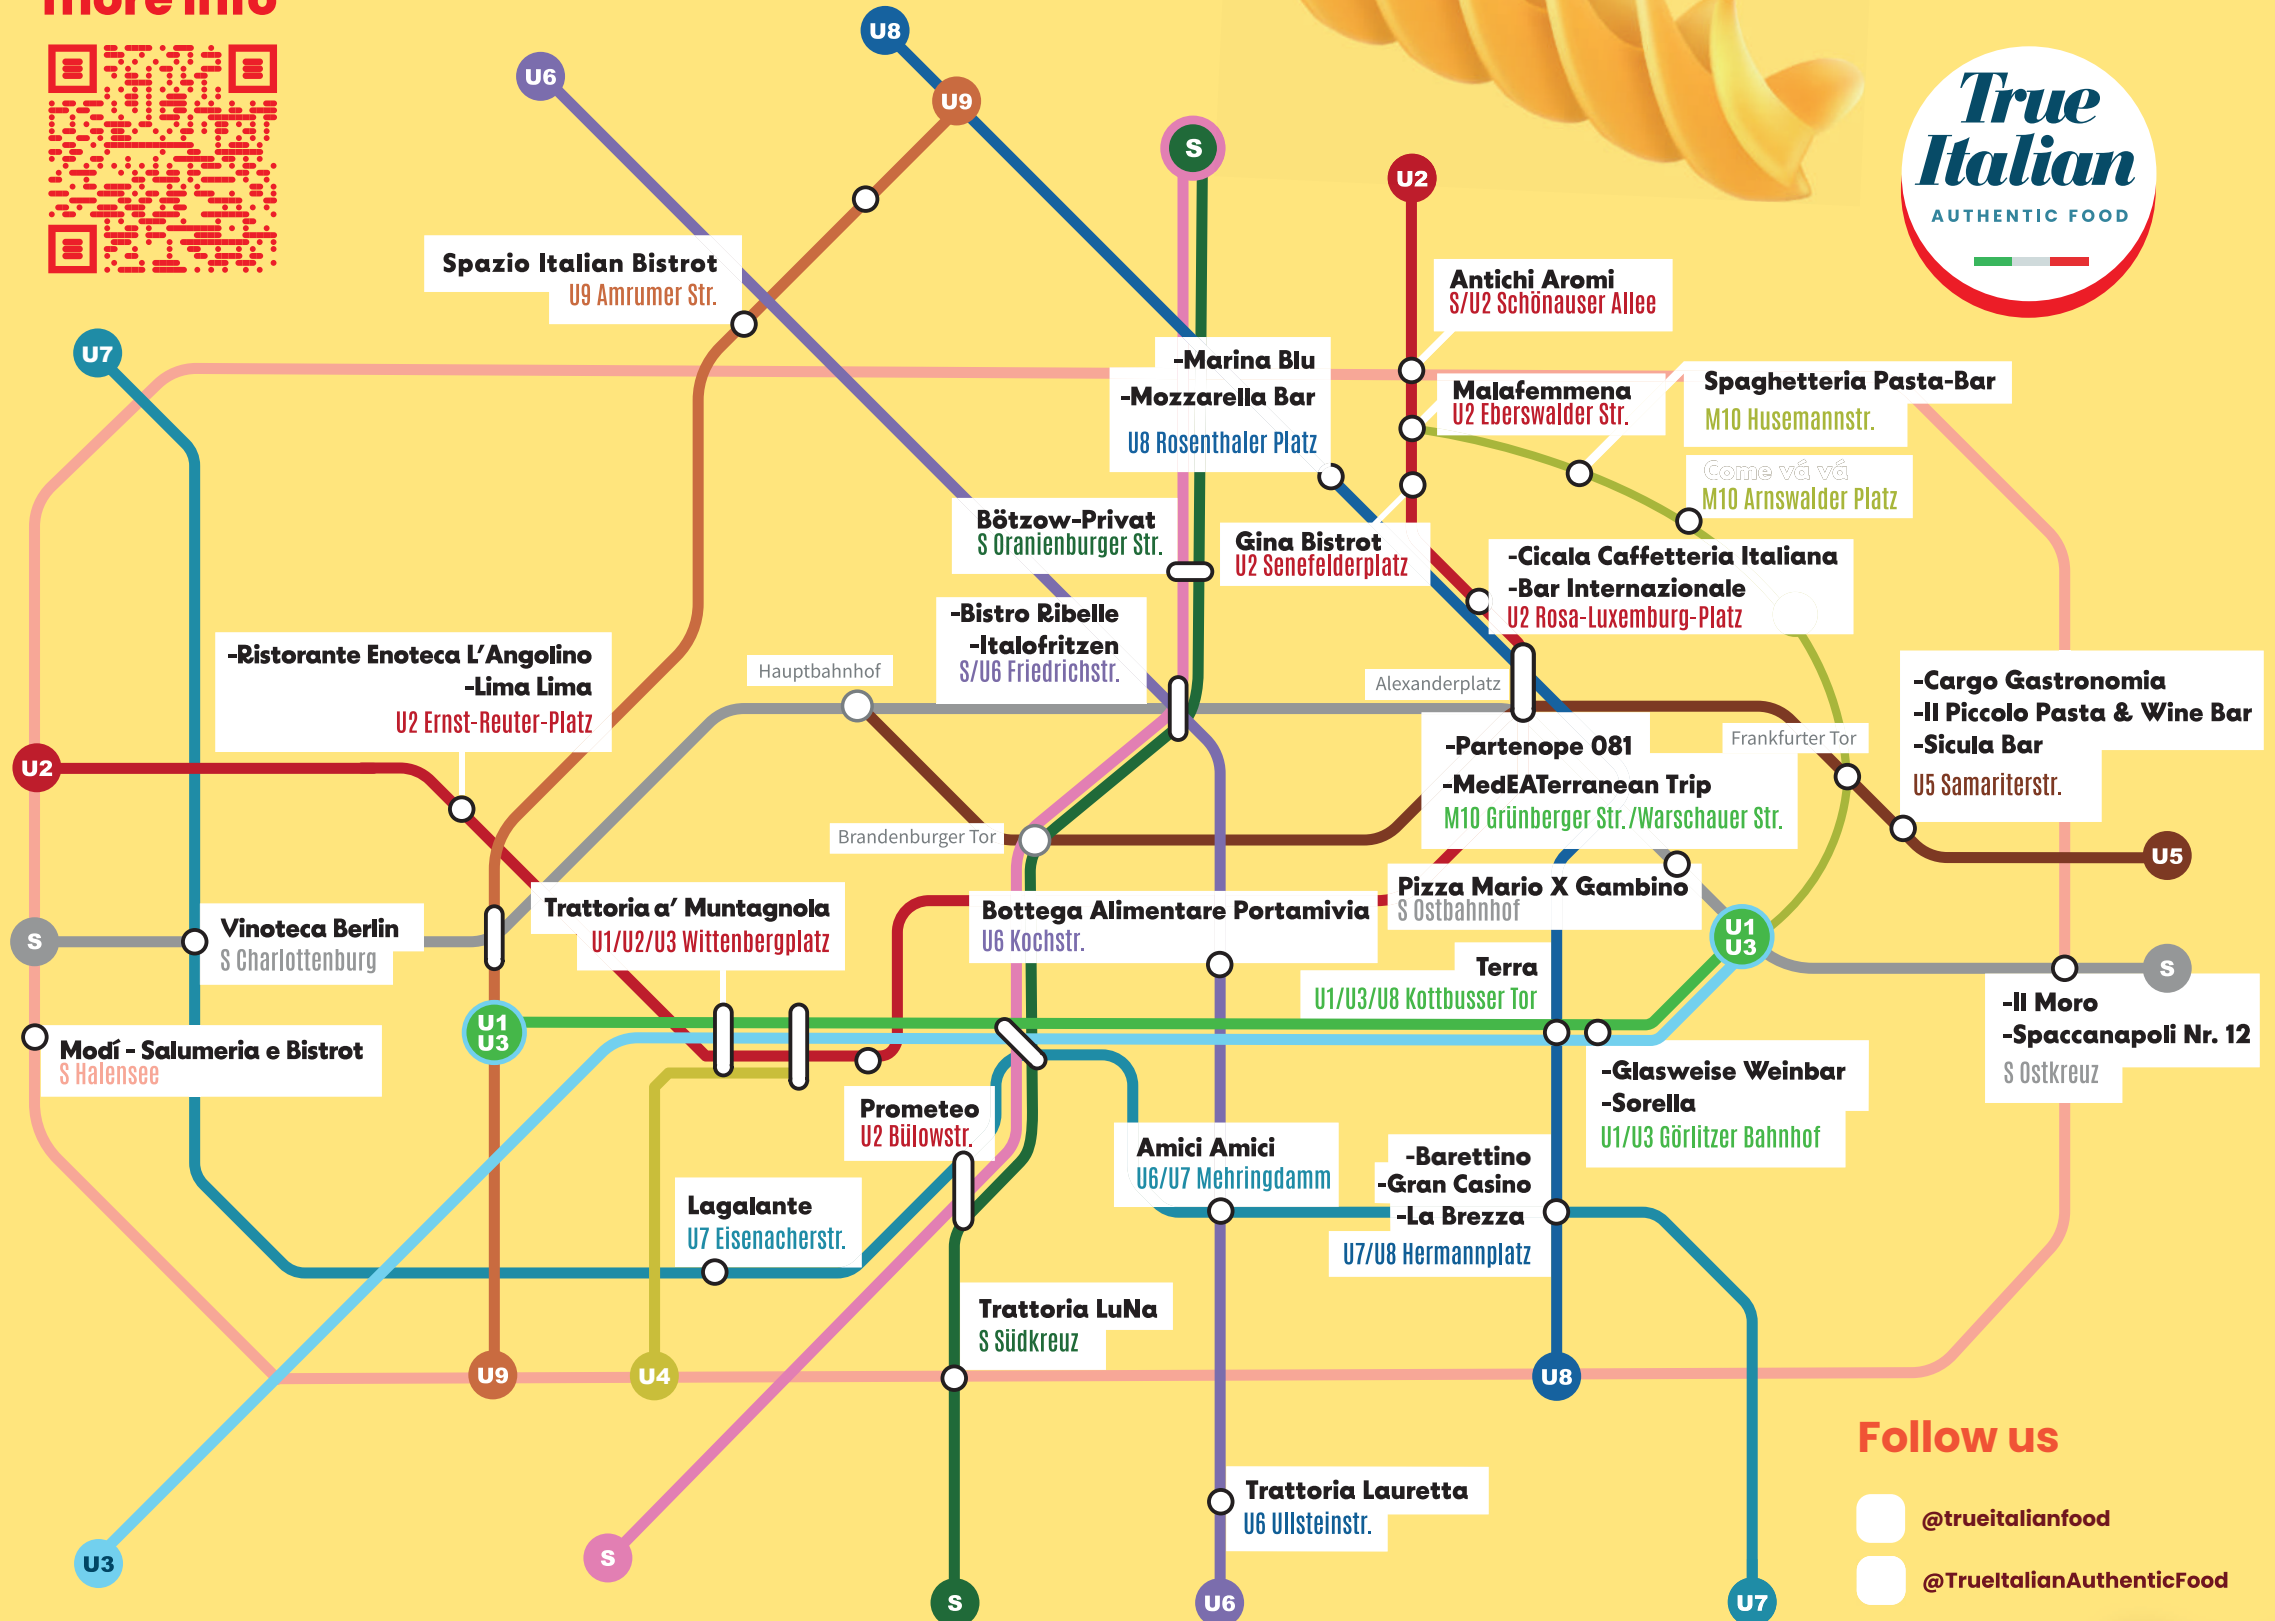 more info
U8
U6
U9
S
U2
True
Italian
AUTHENTIC FOOD
Spazio Italian Bistrot
U9 Amrumer Str.
Antichi Aromi
S/U2 Schönauser Allee
U7
-Marina Blu
-Mozzarella Bar
U8 Rosenthaler Platz
Malafemmena
U2 Eberswalder Str.
Spaghetteria Pasta-Bar
M10 Husemannstr.
Come vá vá
M10 Arnswalder Platz
Bötzow-Privat
S Oranienburger Str.
Gina Bistrot
U2 Senefelderplatz
-Cicala Caffetteria Italiana
-Bar Internazionale
U2 Rosa-Luxemburg-Platz
-Bistro Ribelle
-Italofritzen
S/U6 Friedrichstr.
-Ristorante Enoteca L'Angolino
-Lima Lima
U2 Ernst-Reuter-Platz
Hauptbahnhof
Alexanderplatz
-Cargo Gastronomia
-Il Piccolo Pasta & Wine Bar
-Sicula Bar
U5 Samariterstr.
Frankfurter Tor
-Partenope 081
-MedEATerranean Trip
M10 Grünberger Str./Warschauer Str.
U2
Brandenburger Tor
U5
Pizza Mario X Gambino
S Ostbahnhof
Trattoria a' Muntagnola
U1/U2/U3 Wittenbergplatz
Bottega Alimentare Portamivia
U6 Kochstr.
Vinoteca Berlin
S Charlottenburg
S
U1
U3
Terra
U1/U3/U8 Kottbusser Tor
S
-Il Moro
-Spaccanapoli Nr. 12
S Ostkreuz
U1
U3
Modí - Salumeria e Bistrot
S Halensee
-Glasweise Weinbar
-Sorella
U1/U3 Görlitzer Bahnhof
Prometeo
U2 Bülowstr.
Amici Amici
U6/U7 Mehringdamm
-Barettino
-Gran Casino
-La Brezza
U7/U8 Hermannplatz
Lagalante
U7 Eisenacherstr.
Trattoria LuNa
S Südkreuz
U9
U4
U8
Follow us
Trattoria Lauretta
U6 Ullsteinstr.
@trueitalianfood
@TrueItalianAuthenticFood
U3
S
S
U6
U7